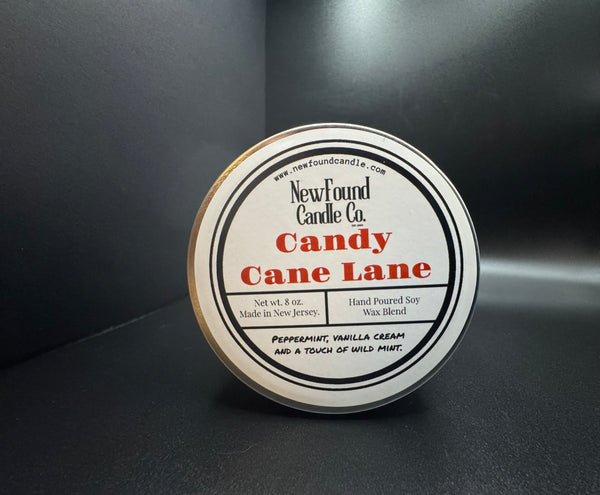 www.newfoundcandle.com
NewFound
Candle Co.
Candy
Cane Lane
Net wt. 8 oz.
Made in New Jersey.
Hand Poured Soy
Wax Blend
Peppermint, vanilla cream
and a touch of wild mint.